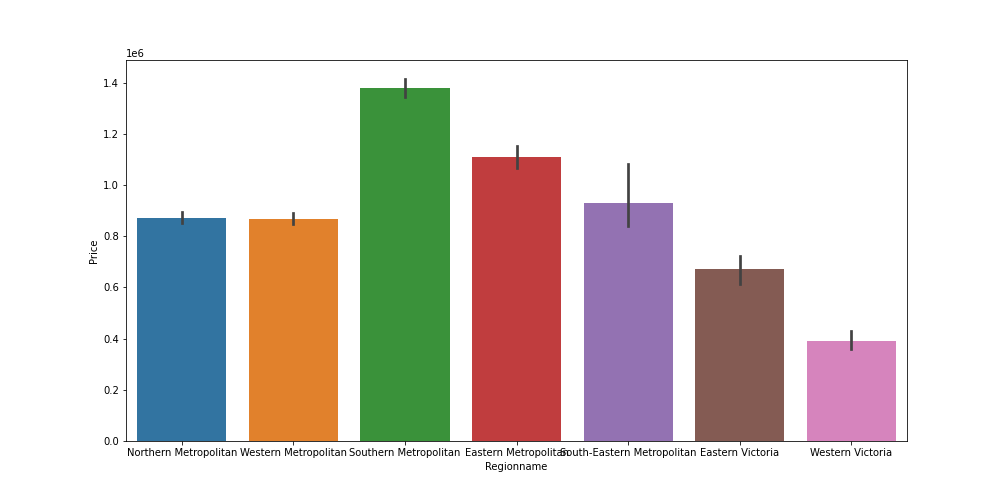 1e6
1.4
1.2
1.0
0.8
0.6
0.4
0.2
0.0
Price
Northern Metropolitan Western Metropolitan Southern Metropolitan Eastern Metropolitan South-Eastern Metropolitan Eastern Victoria Western Victoria
Regionname